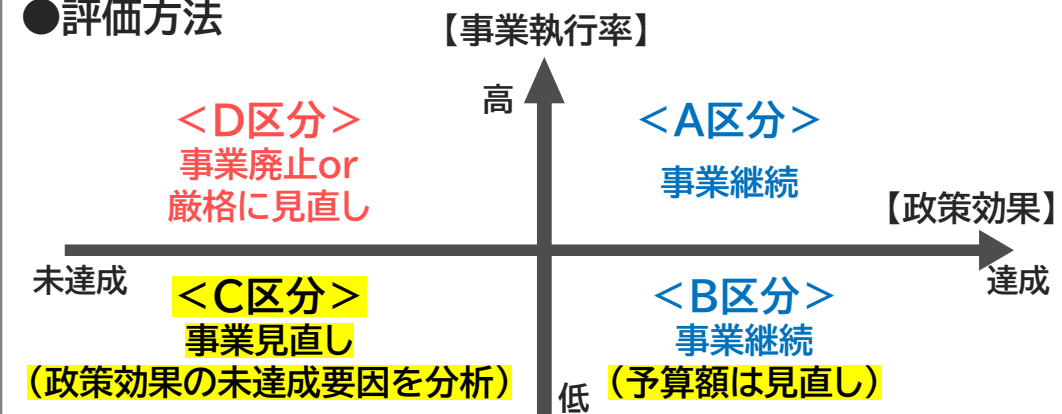 ●評価方法
【事業執行率】
高
＜D区分＞
事業廃止or
厳格に見直し
＜A区分＞
事業継続
【政策効果】
未達成
達成
＜C区分＞
事業見直し
（政策効果の未達成要因を分析）
＜B区分＞
事業継続
（予算額は見直し）
低